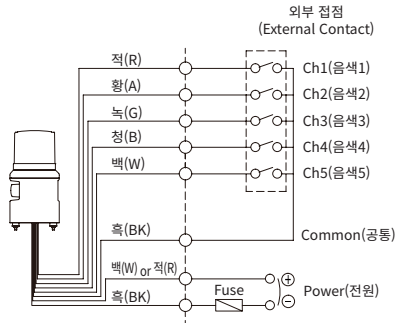 외부 접점
(External Contact)
적(R)
Ch1(음색1)
황(A)
Ch2(음색2)
녹(G)
Ch3(음색3)
청(B)
Ch4(음색4)
백(W)
Ch5(음색5)
흑(BK)
Common(공통)
백(W) or 적(R)
흑(BK)
Fuse
Power(전원)